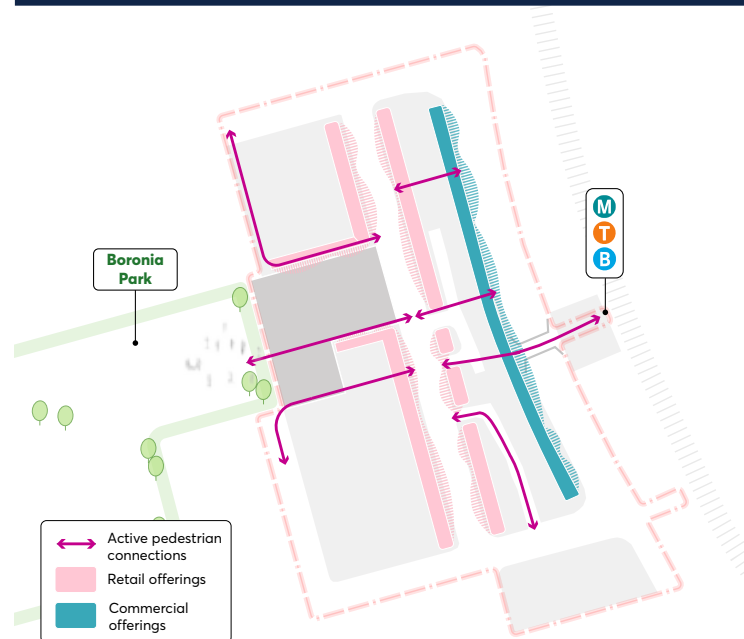 M
T
B
Boronia
Park
Active pedestrian
connections
Retail offerings
Commercial
offerings